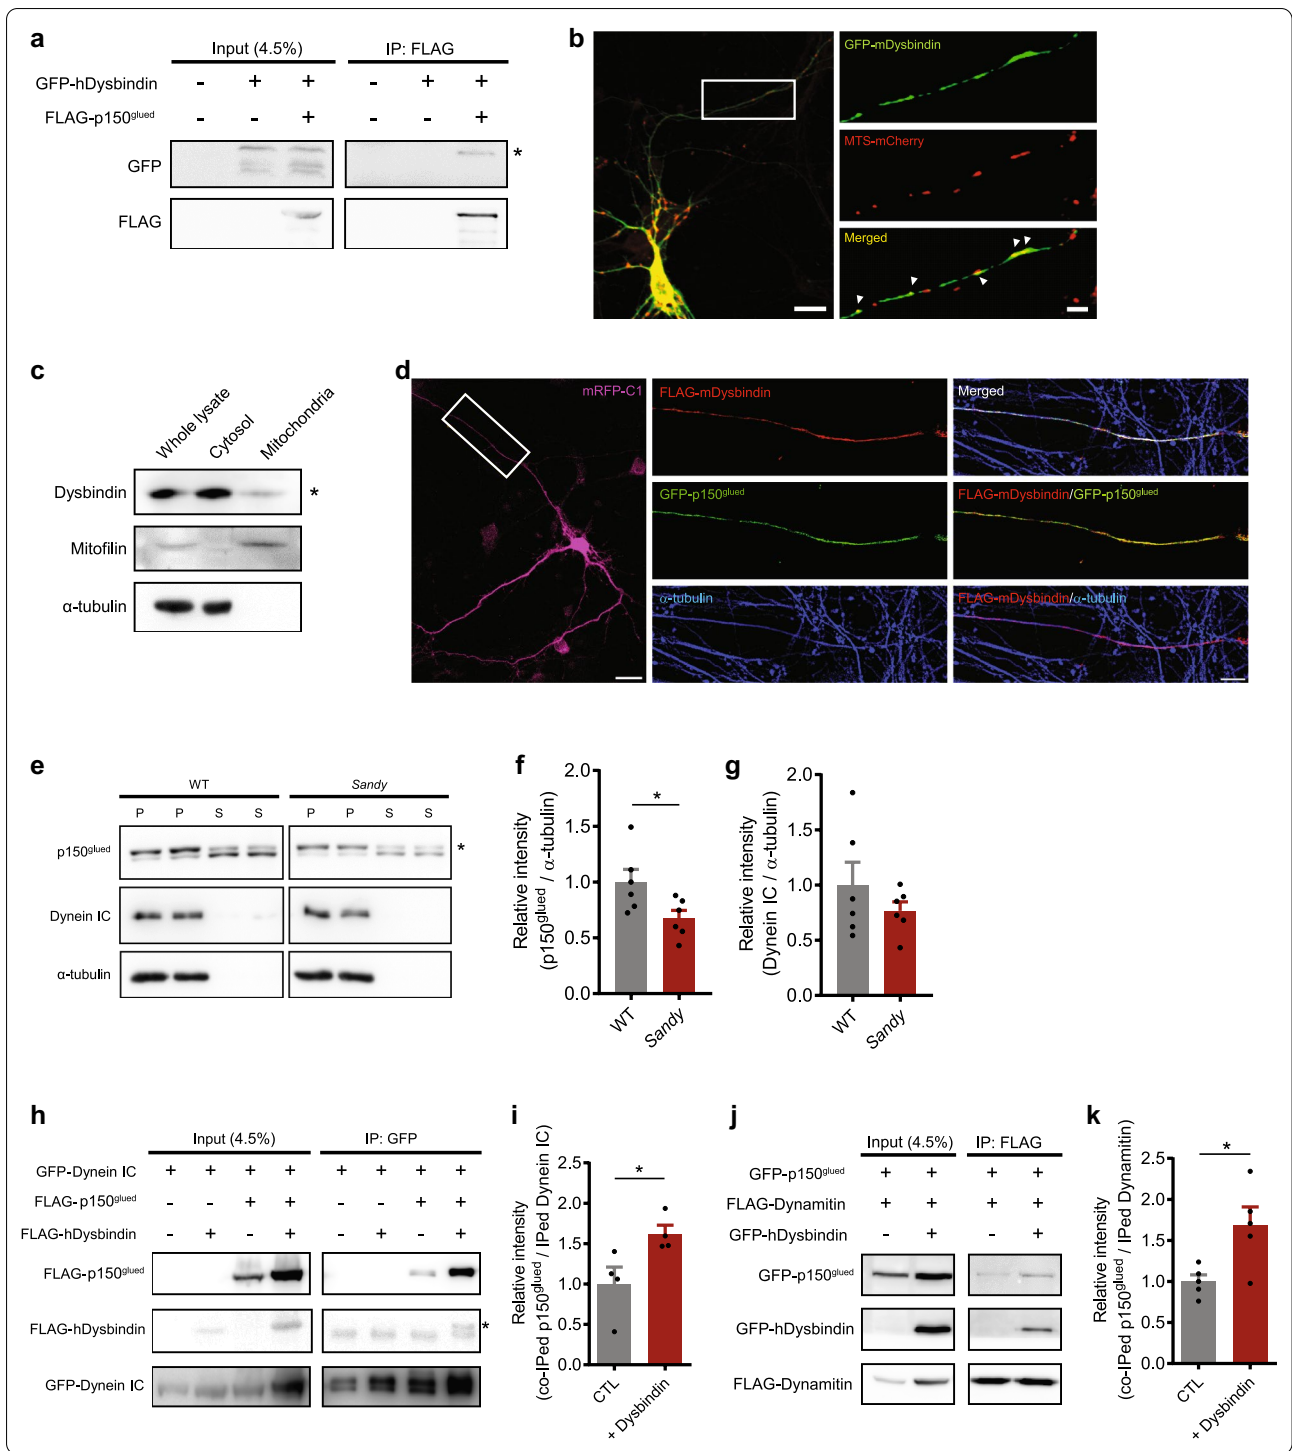 a
Input (4.5%) IP: FLAG
GFP-hDysbindin - + + - + +
FLAG-p150glued - - + - - +
GFP *
FLAG
b
GFP-mDysbindin
MTS-mCherry
Merged
c
Whole lysate Cytosol Mitochondria
Dysbindin *
Mitofilin
α-tubulin
d
mRFP-C1
FLAG-mDysbindin Merged
GFP-p150glued FLAG-mDysbindin/GFP-p150glued
α-tubulin FLAG-mDysbindin/α-tubulin
e
WT Sandy
P P S S P P S S
p150glued *
Dynein IC
α-tubulin
f
Relative intensity
(p150glued / α-tubulin)
2.0
1.5
1.0
0.5
0.0
*
WT Sandy
g
Relative intensity
(Dynein IC / α-tubulin)
2.0
1.5
1.0
0.5
0.0
WT Sandy
h
Input (4.5%) IP: GFP
GFP-Dynein IC + + + + + + + +
FLAG-p150glued - - + + - - + +
FLAG-hDysbindin - + - + - + - +
FLAG-p150glued
FLAG-hDysbindin *
GFP-Dynein IC
i
Relative intensity
(co-IPed p150glued / IPed Dynein IC)
2.5
2.0
1.5
1.0
0.5
0.0
*
CTL + Dysbindin
j
Input (4.5%) IP: FLAG
GFP-p150glued + + + +
FLAG-Dynamitin + + + +
GFP-hDysbindin - + - +
GFP-p150glued
GFP-hDysbindin
FLAG-Dynamitin
k
Relative intensity
(co-IPed p150glued / IPed Dynamitin)
2.5
2.0
1.5
1.0
0.5
0.0
*
CTL + Dysbindin